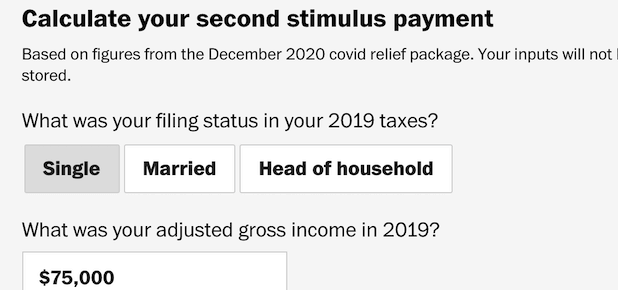 Calculate your second stimulus payment
Based on figures from the December 2020 covid relief package. Your inputs will not
stored.
What was your filing status in your 2019 taxes?
Single Married Head of household
What was your adjusted gross income in 2019?
$75,000